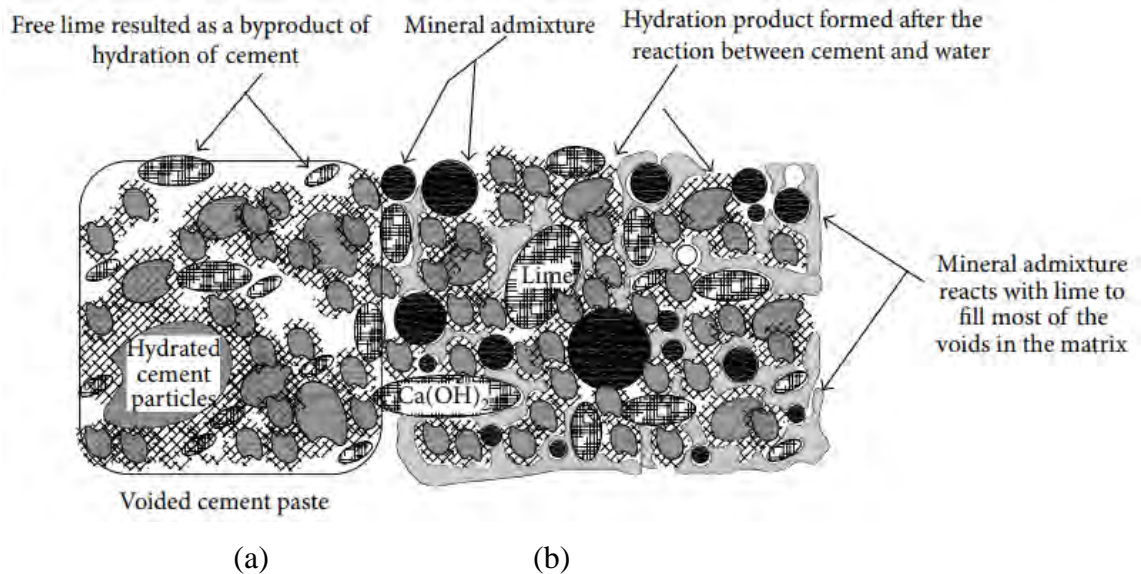 Free lime resulted as a byproduct of
hydration of cement
Mineral admixture
Hydration product formed after the
reaction between cement and water
Lime
Hydrated
cement
particles
Ca(OH)2
Mineral admixture
reacts with lime to
fill most of the
voids in the matrix
Voided cement paste
(a)
(b)